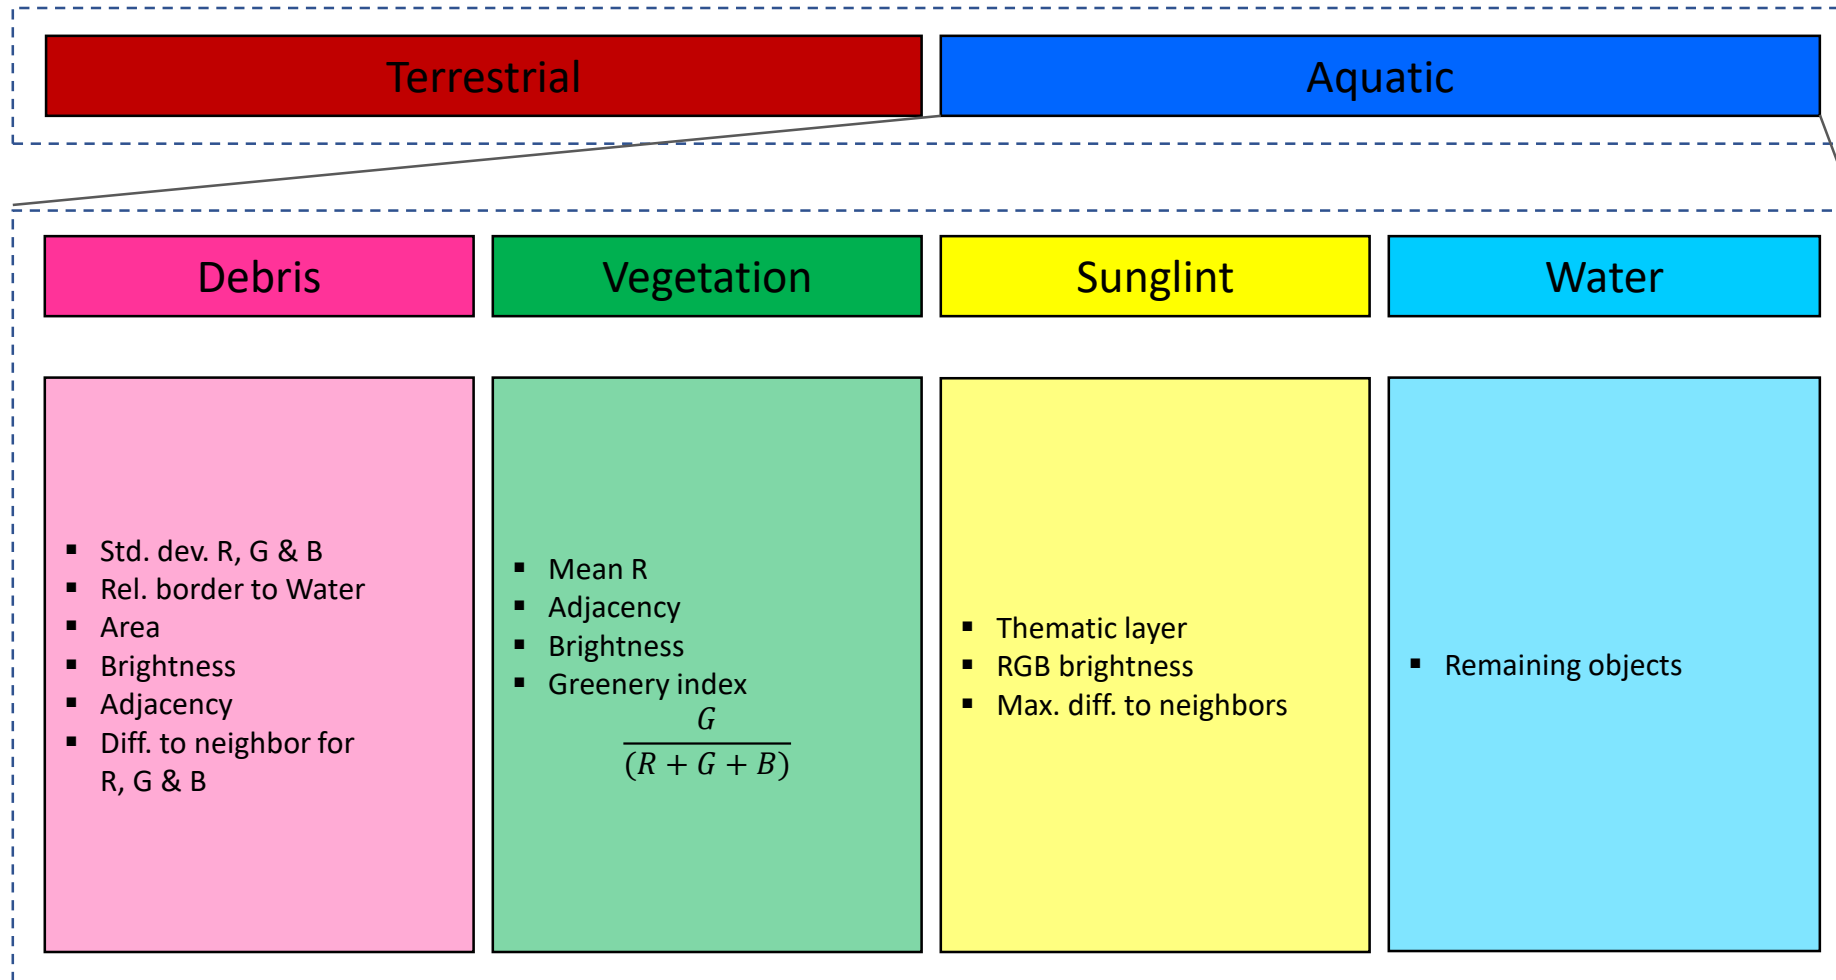 Terrestrial
Aquatic
Debris
Vegetation
Sunglint
Water
▪ Std. dev. R, G & B
▪ Rel. border to Water
▪ Area
▪ Brightness
▪ Adjacency
▪ Diff. to neighbor for
R, G & B
▪ Mean R
▪ Adjacency
▪ Brightness
▪ Greenery index
G
(R + G + B)
▪ Thematic layer
▪ RGB brightness
▪ Max. diff. to neighbors
▪ Remaining objects